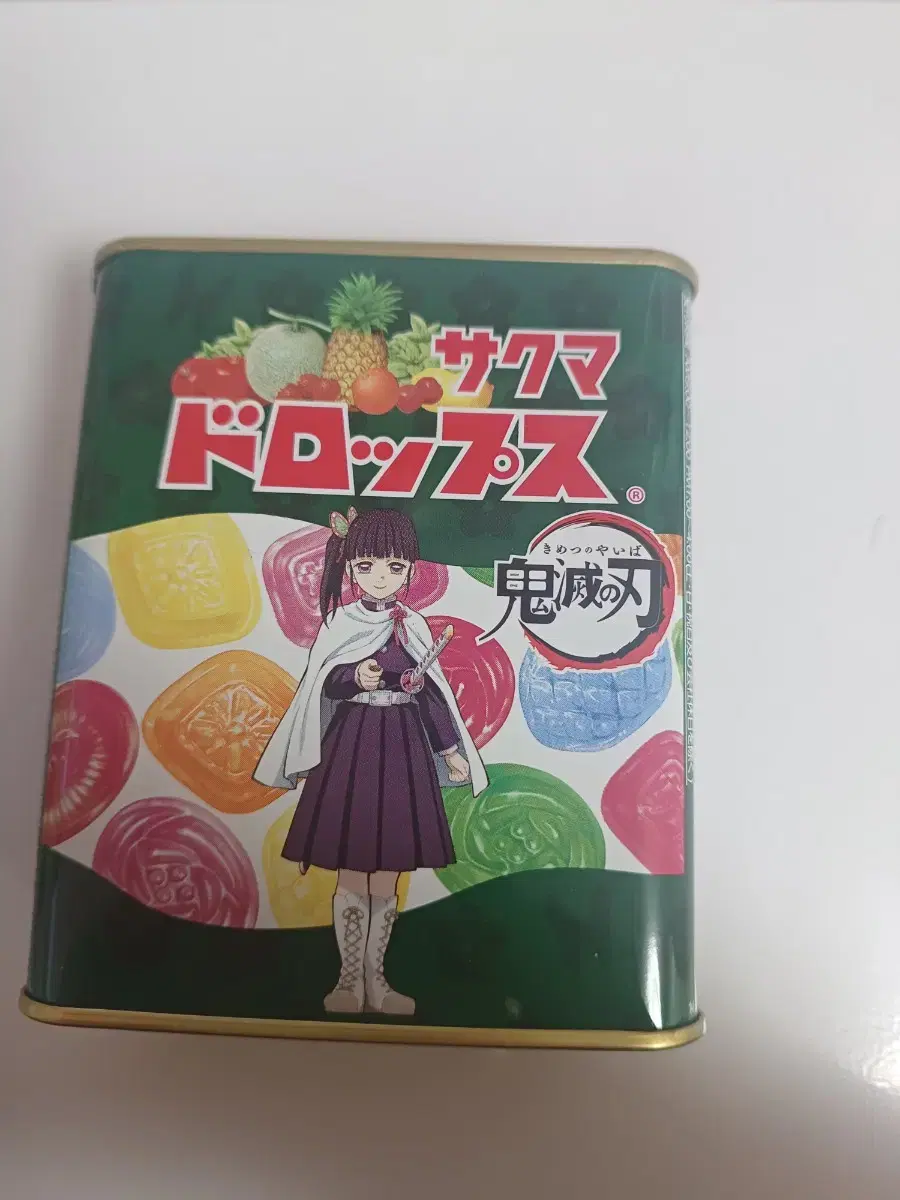 サクマ
ドロップス®
きめつのやいば
鬼滅の刃